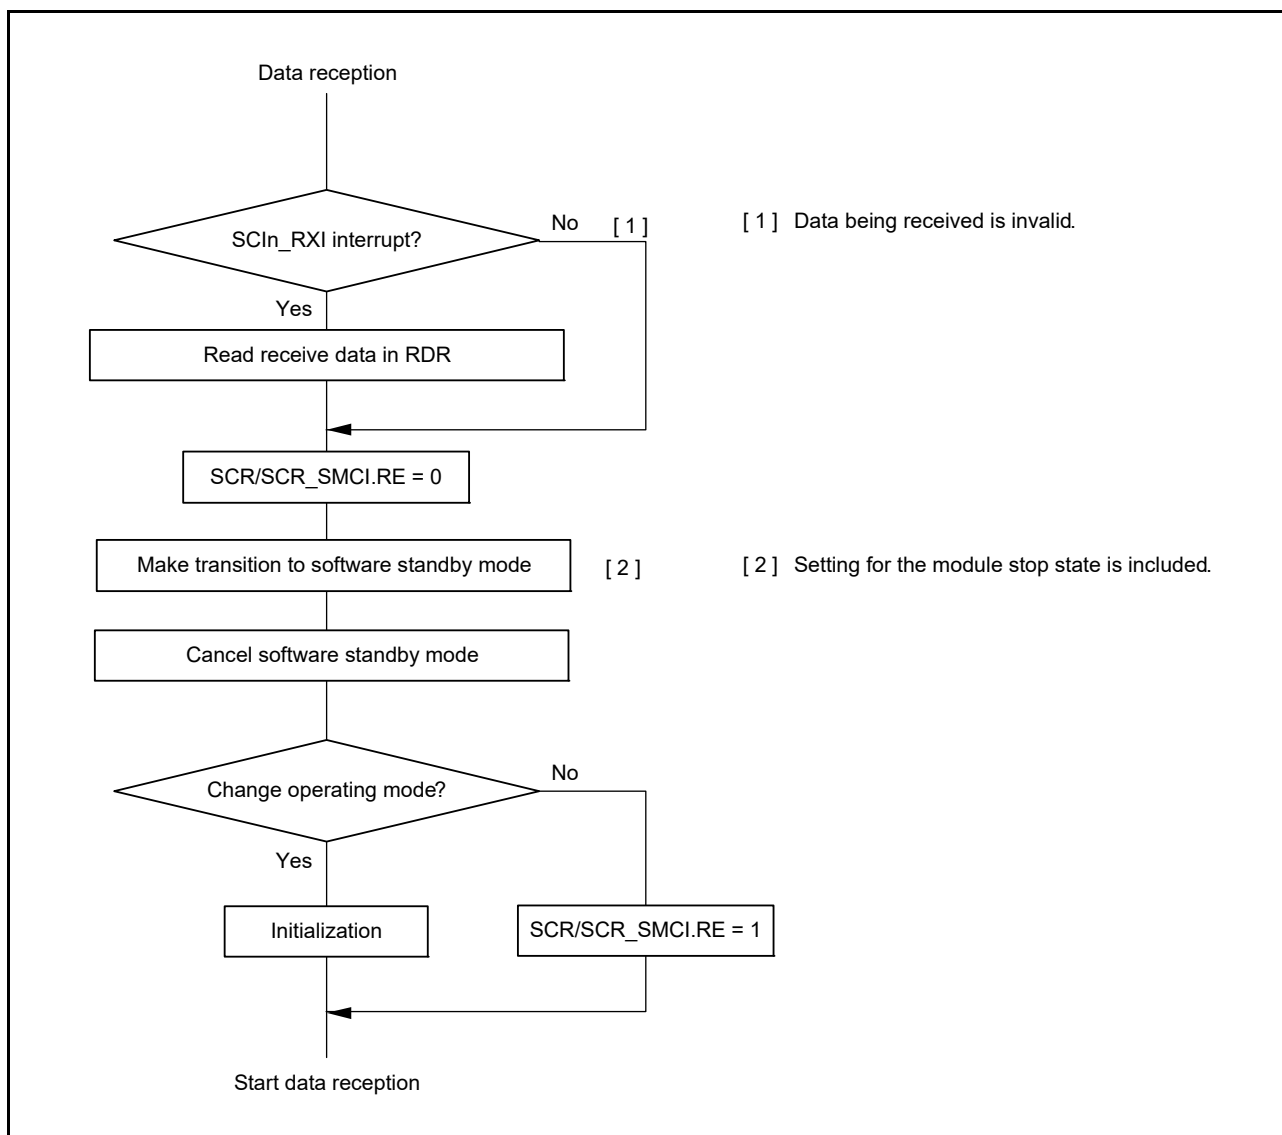 Data reception
SCIn_RXI interrupt?
No [ 1 ]
[ 1 ] Data being received is invalid.
Yes
Read receive data in RDR
SCR/SCR_SMCI.RE = 0
Make transition to software standby mode
[ 2 ]
[ 2 ] Setting for the module stop state is included.
Cancel software standby mode
Change operating mode?
No
Yes
Initialization
SCR/SCR_SMCI.RE = 1
Start data reception